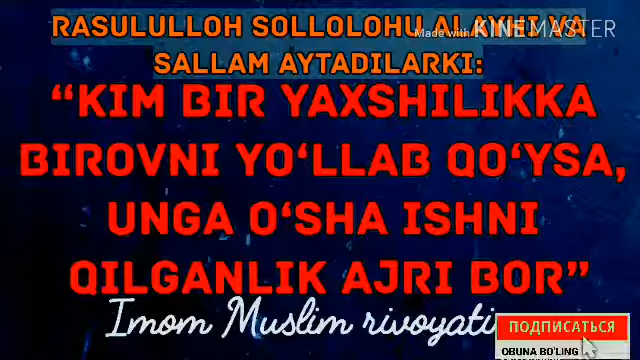 RASULULLOH SOLLOLOHU ALAYHI VA
Made with KINEMASTER
SALLAM AYTADILARKI:
“KIM BIR YAXSHILIKKA
BIROVNI YO‘LLAB QO‘YSA,
UNGA O‘SHA ISHNI
QILGANLIK AJRI BOR”
Imom Muslim rivoyati
ПОДПИСАТЬСЯ
OBUNA BO'LING